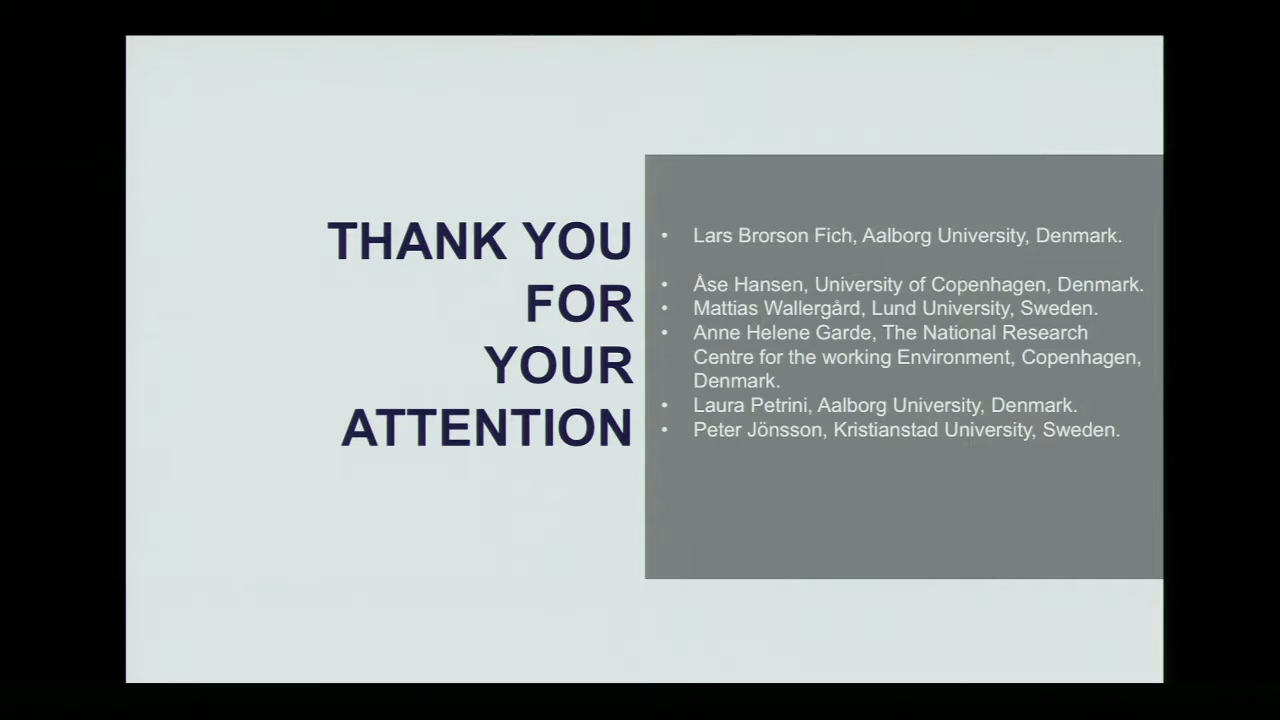 THANK YOU
FOR
YOUR
ATTENTION
• Lars Brorson Fich, Aalborg University, Denmark.
• Åse Hansen, University of Copenhagen, Denmark.
• Mattias Wallergård, Lund University, Sweden.
• Anne Helene Garde, The National Research
Centre for the working Environment, Copenhagen,
Denmark.
• Laura Petrini, Aalborg University, Denmark.
• Peter Jönsson, Kristianstad University, Sweden.